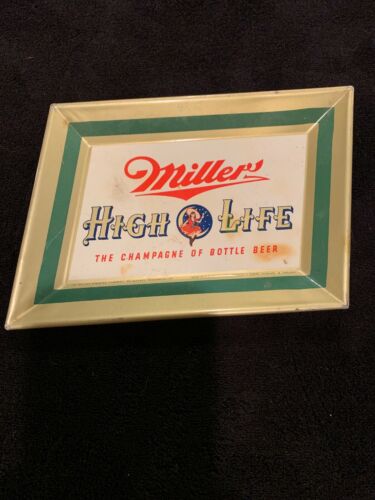 Miller
HIGH LIFE
THE CHAMPAGNE OF BOTTLE BEER